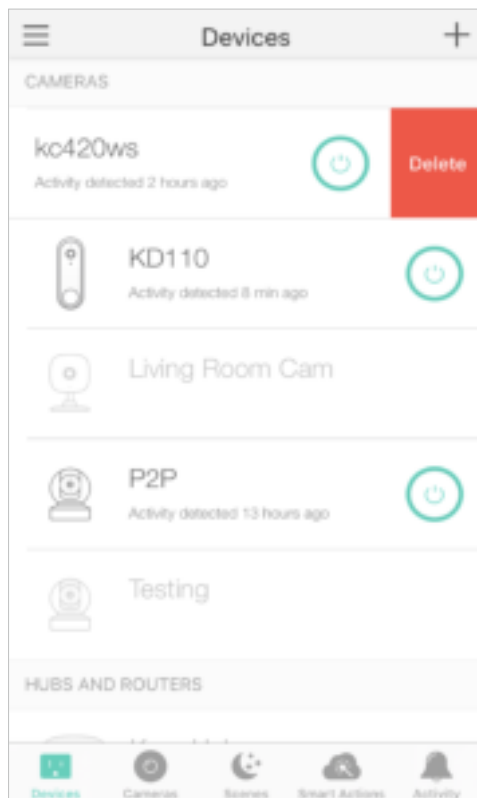 Devices
CAMERAS
kc420ws
Activity detected 2 hours ago
Delete
KD110
Activity detected 8 min ago
Living Room Cam
P2P
Activity detected 13 hours ago
Testing
HUBS AND ROUTERS
Devices
Cameras
Scenes
Smart Actions
Activity